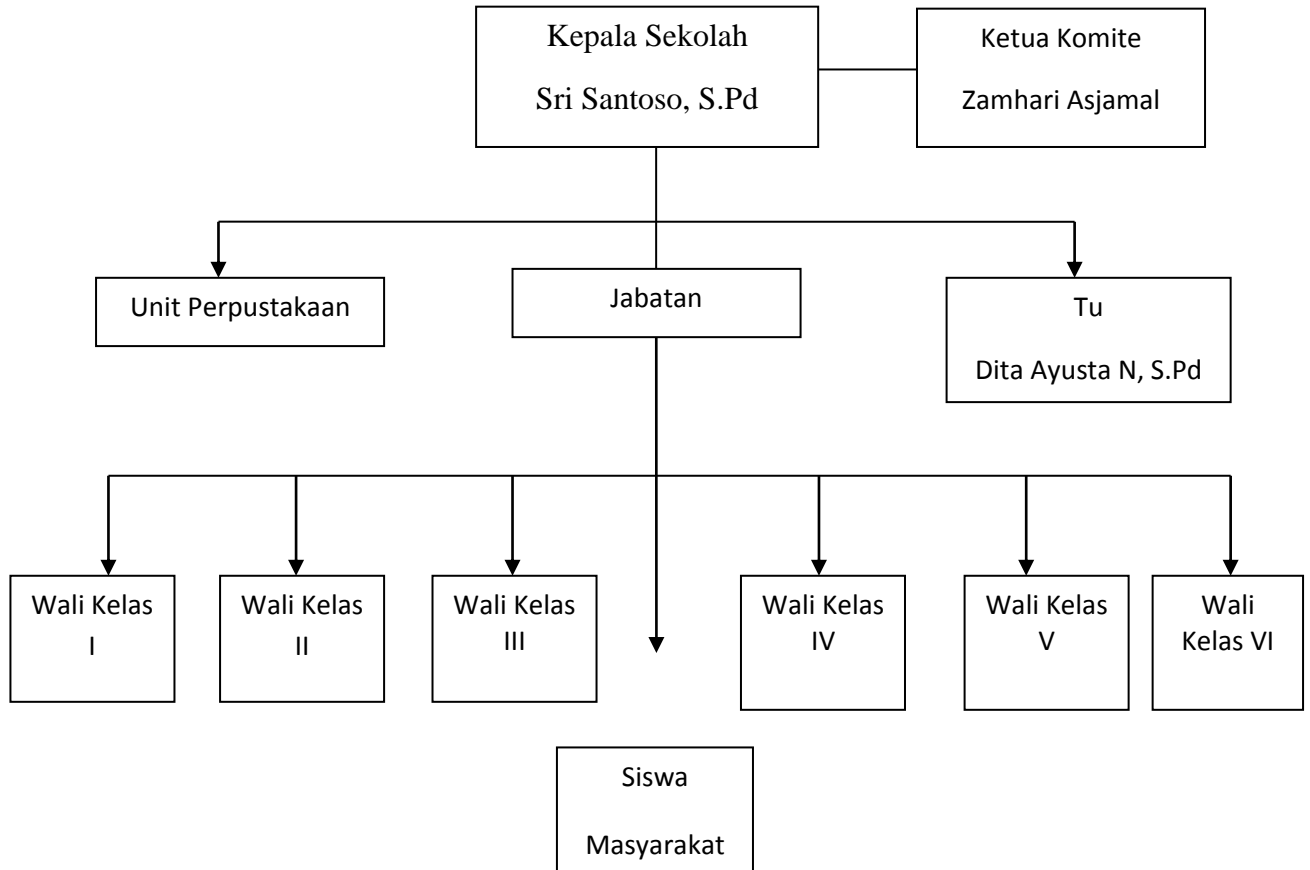 Kepala Sekolah
Sri Santoso, S.Pd
Ketua Komite
Zamhari Asjamal
Unit Perpustakaan
Jabatan
Tu
Dita Ayusta N, S.Pd
Wali Kelas
I
Wali Kelas
II
Wali Kelas
III
Wali Kelas
IV
Wali Kelas
V
Wali
Kelas VI
Siswa
Masyarakat